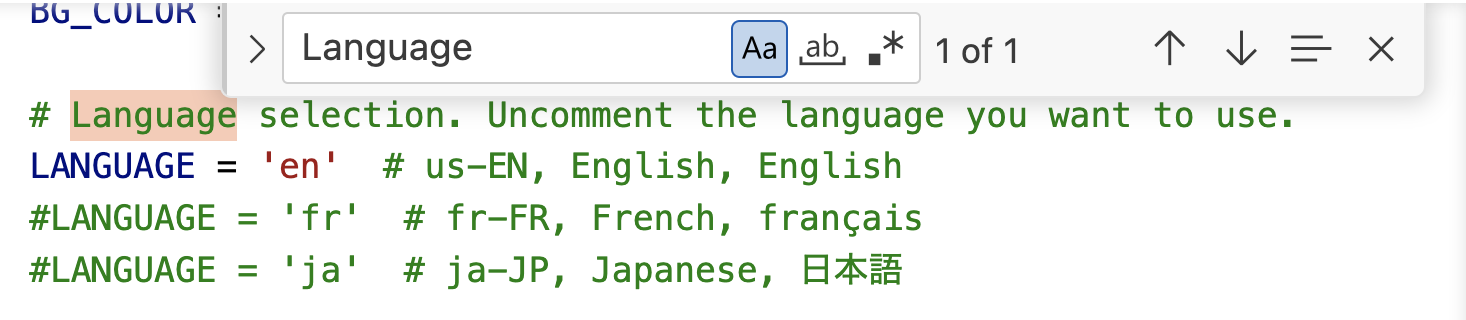 BG_COLOR
Language Aa ab .* 1 of 1
# Language selection. Uncomment the language you want to use.
LANGUAGE = 'en'  # us-EN, English, English
#LANGUAGE = 'fr'  # fr-FR, French, français
#LANGUAGE = 'ja'  # ja-JP, Japanese, 日本語